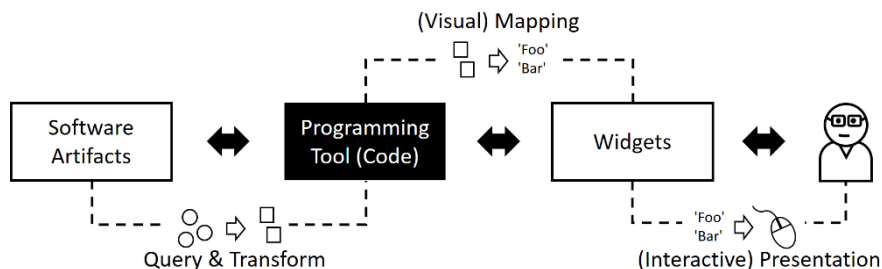 (Visual) Mapping
'Foo'
'Bar'
Software
Artifacts
Programming
Tool (Code)
Widgets
'Foo'
'Bar'
Query & Transform
(Interactive) Presentation